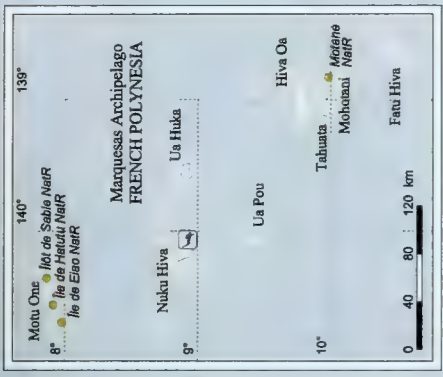 140°
139°
Motu One
Îlot de Sable NatR
Île de Hatutu NatR
Île de Eiao NatR
8°
Marquesas Archipelago
FRENCH POLYNESIA
Nuku Hiva
Ua Huka
9°
Ua Pou
Hiva Oa
Tahuata
Motane
NatR
Mohotani
10°
Fatu Hiva
0 40 80 120 km